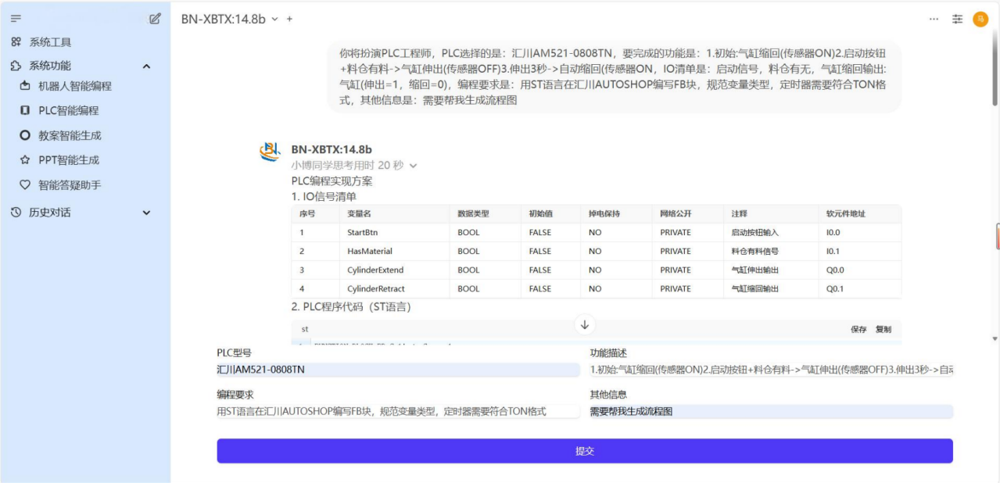 BN-XBTX:14.8b
+
马
系统工具
系统功能
机器人智能编程
PLC智能编程
教案智能生成
PPT智能生成
智能答疑助手
历史对话
你将扮演PLC工程师，PLC选择的是：汇川AM521-0808TN，要完成的功能是：1.初始:气缸缩回(传感器ON)2.启动按钮
+料仓有料->气缸伸出(传感器OFF)3.伸出3秒->自动缩回(传感器ON，IO清单是：启动信号，料仓有无，气缸缩回输出:
气缸(伸出=1，缩回=0)，编程要求是：用ST语言在汇川AUTOSHOP编写FB块，规范变量类型，定时器需要符合TON格
式，其他信息是：需要帮我生成流程图
BN-XBTX:14.8b
小博同学思考用时 20 秒
PLC编程实现方案
1. IO信号清单
序号 变量名 数据类型 初始值 掉电保持 网络公开 注释 软元件地址
1 StartBtn BOOL FALSE NO PRIVATE 启动按钮输入 I0.0
2 HasMaterial BOOL FALSE NO PRIVATE 料仓有料信号 I0.1
3 CylinderExtend BOOL FALSE NO PRIVATE 气缸伸出输出 Q0.0
4 CylinderRetract BOOL FALSE NO PRIVATE 气缸缩回输出 Q0.1
2. PLC程序代码（ST语言）
st 保存 复制
PLC型号 功能描述
汇川AM521-0808TN 1.初始:气缸缩回(传感器ON)2.启动按钮+料仓有料->气缸伸出(传感器OFF)3.伸出3秒->自动
编程要求 其他信息
用ST语言在汇川AUTOSHOP编写FB块，规范变量类型，定时器需要符合TON格式 需要帮我生成流程图
提交